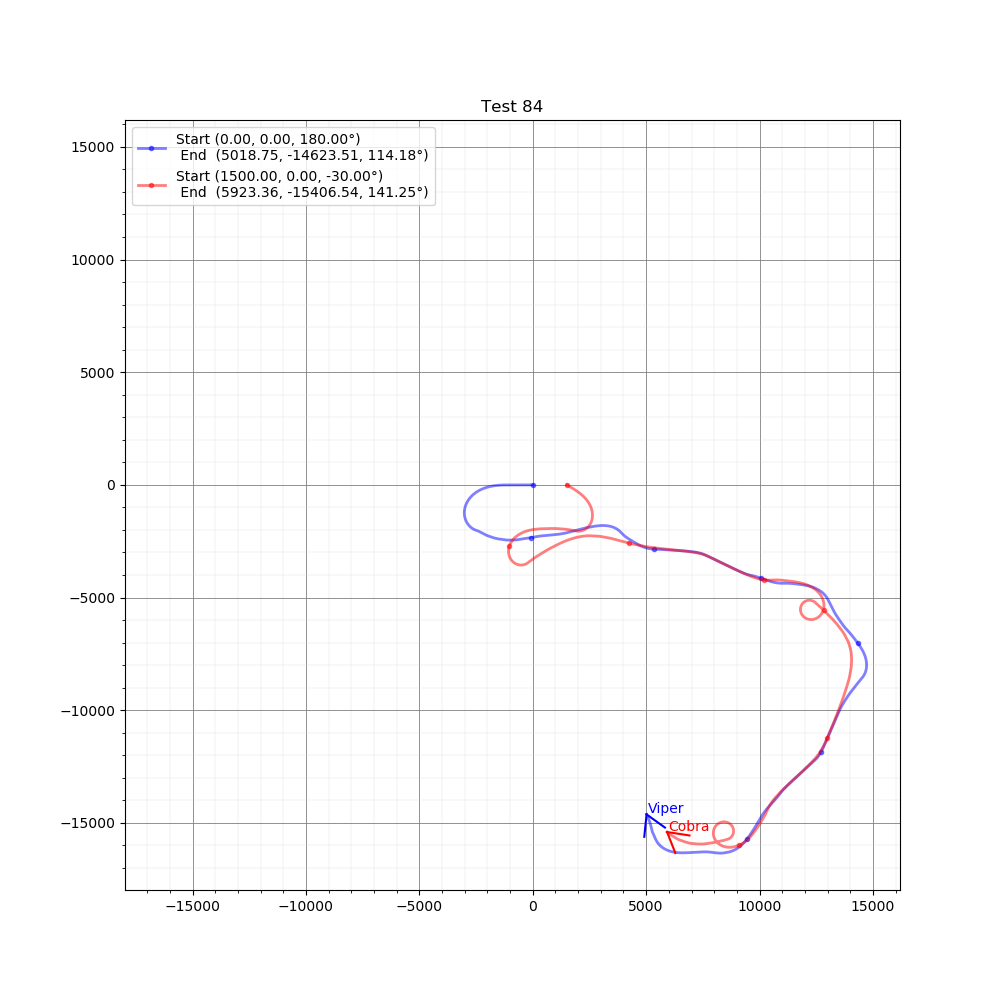 Test 84
Start (0.00, 0.00, 180.00°)
End  (5018.75, -14623.51, 114.18°)
Start (1500.00, 0.00, -30.00°)
End  (5923.36, -15406.54, 141.25°)
15000
10000
5000
0
−5000
−10000
−15000
Viper
Cobra
−15000 −10000 −5000 0 5000 10000 15000